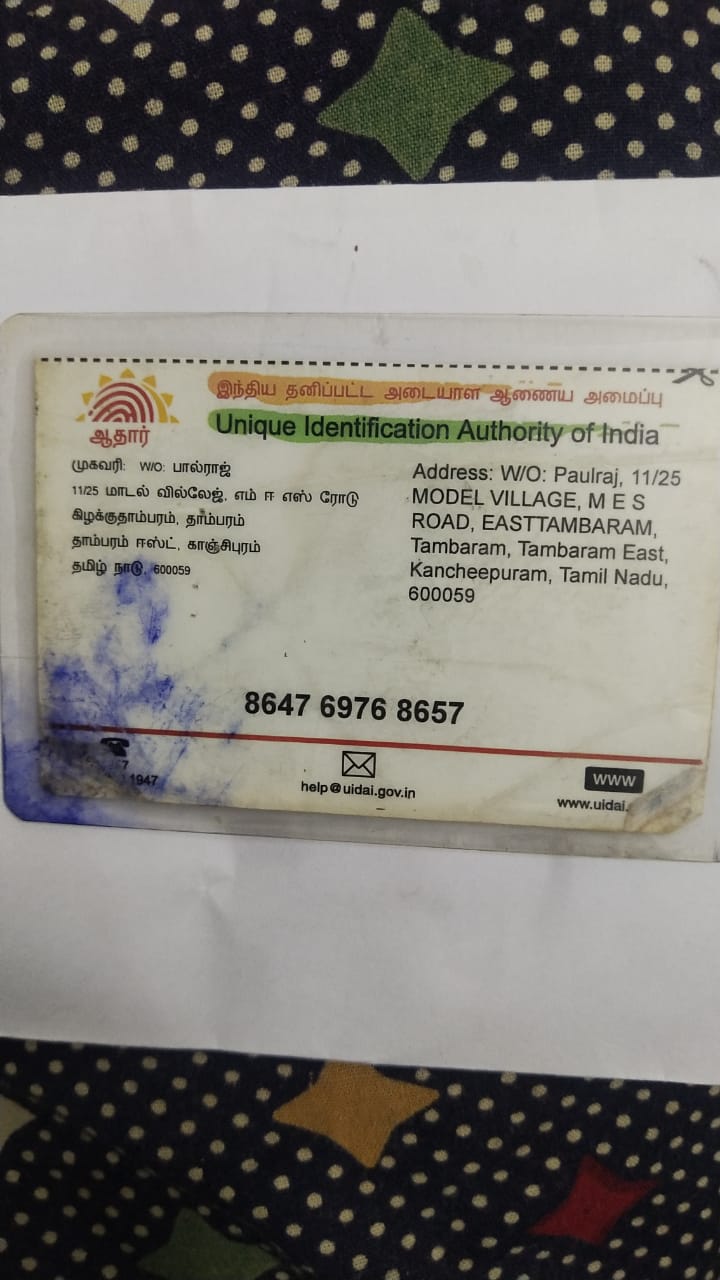 இந்திய தனிப்பட்ட அடையாள ஆணைய அமைப்பு
Unique Identification Authority of India
ஆதார்
முகவரி: W/O: பால்ராஜ்
11/25 மாடல் வில்லேஜ், எம் ஈ எஸ் ரோடு
கிழக்குதாம்பரம், தாம்பரம்
தாம்பரம் ஈஸ்ட், காஞ்சிபுரம்
தமிழ் நாடு, 600059
Address: W/O: Paulraj, 11/25
MODEL VILLAGE, M E S
ROAD, EASTTAMBARAM,
Tambaram, Tambaram East,
Kancheepuram, Tamil Nadu,
600059
8647 6976 8657
1947
help@uidai.gov.in
WWW
www.uidai.